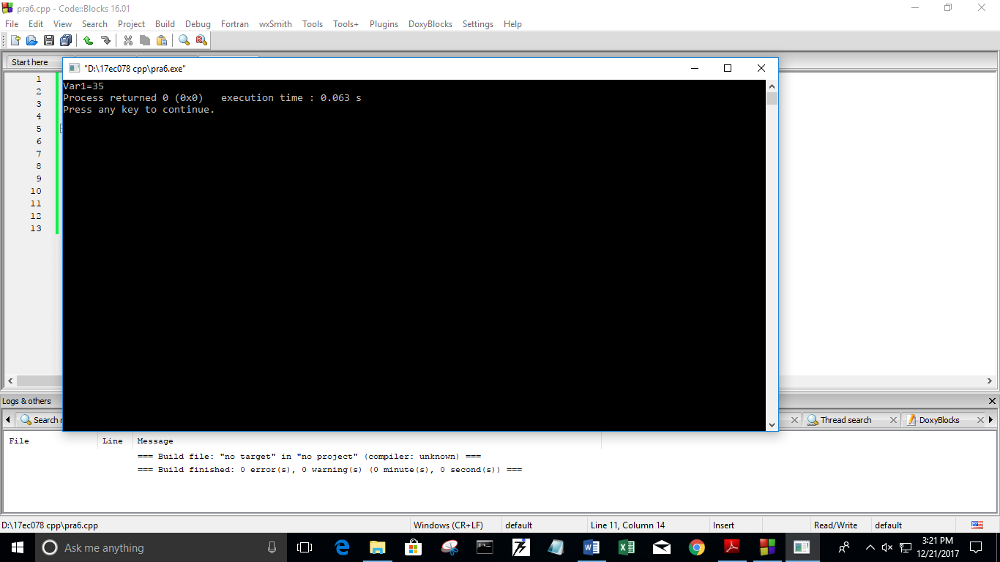 pra6.cpp - Code::Blocks 16.01
File Edit View Search Project Build Debug Fortran wxSmith Tools Tools+ Plugins DoxyBlocks Settings Help
Start here
"D:\17ec078 cpp\pra6.exe"
Var1=35
Process returned 0 (0x0)   execution time : 0.063 s
Press any key to continue.
1
2
3
4
5
6
7
8
9
10
11
12
13
Logs & others
Search Thread search DoxyBlocks
File Line Message
=== Build file: "no target" in "no project" (compiler: unknown) ===
=== Build finished: 0 error(s), 0 warning(s) (0 minute(s), 0 second(s)) ===
D:\17ec078 cpp\pra6.cpp Windows (CR+LF) default Line 11, Column 14 Insert Read/Write default
Ask me anything
3:21 PM
12/21/2017